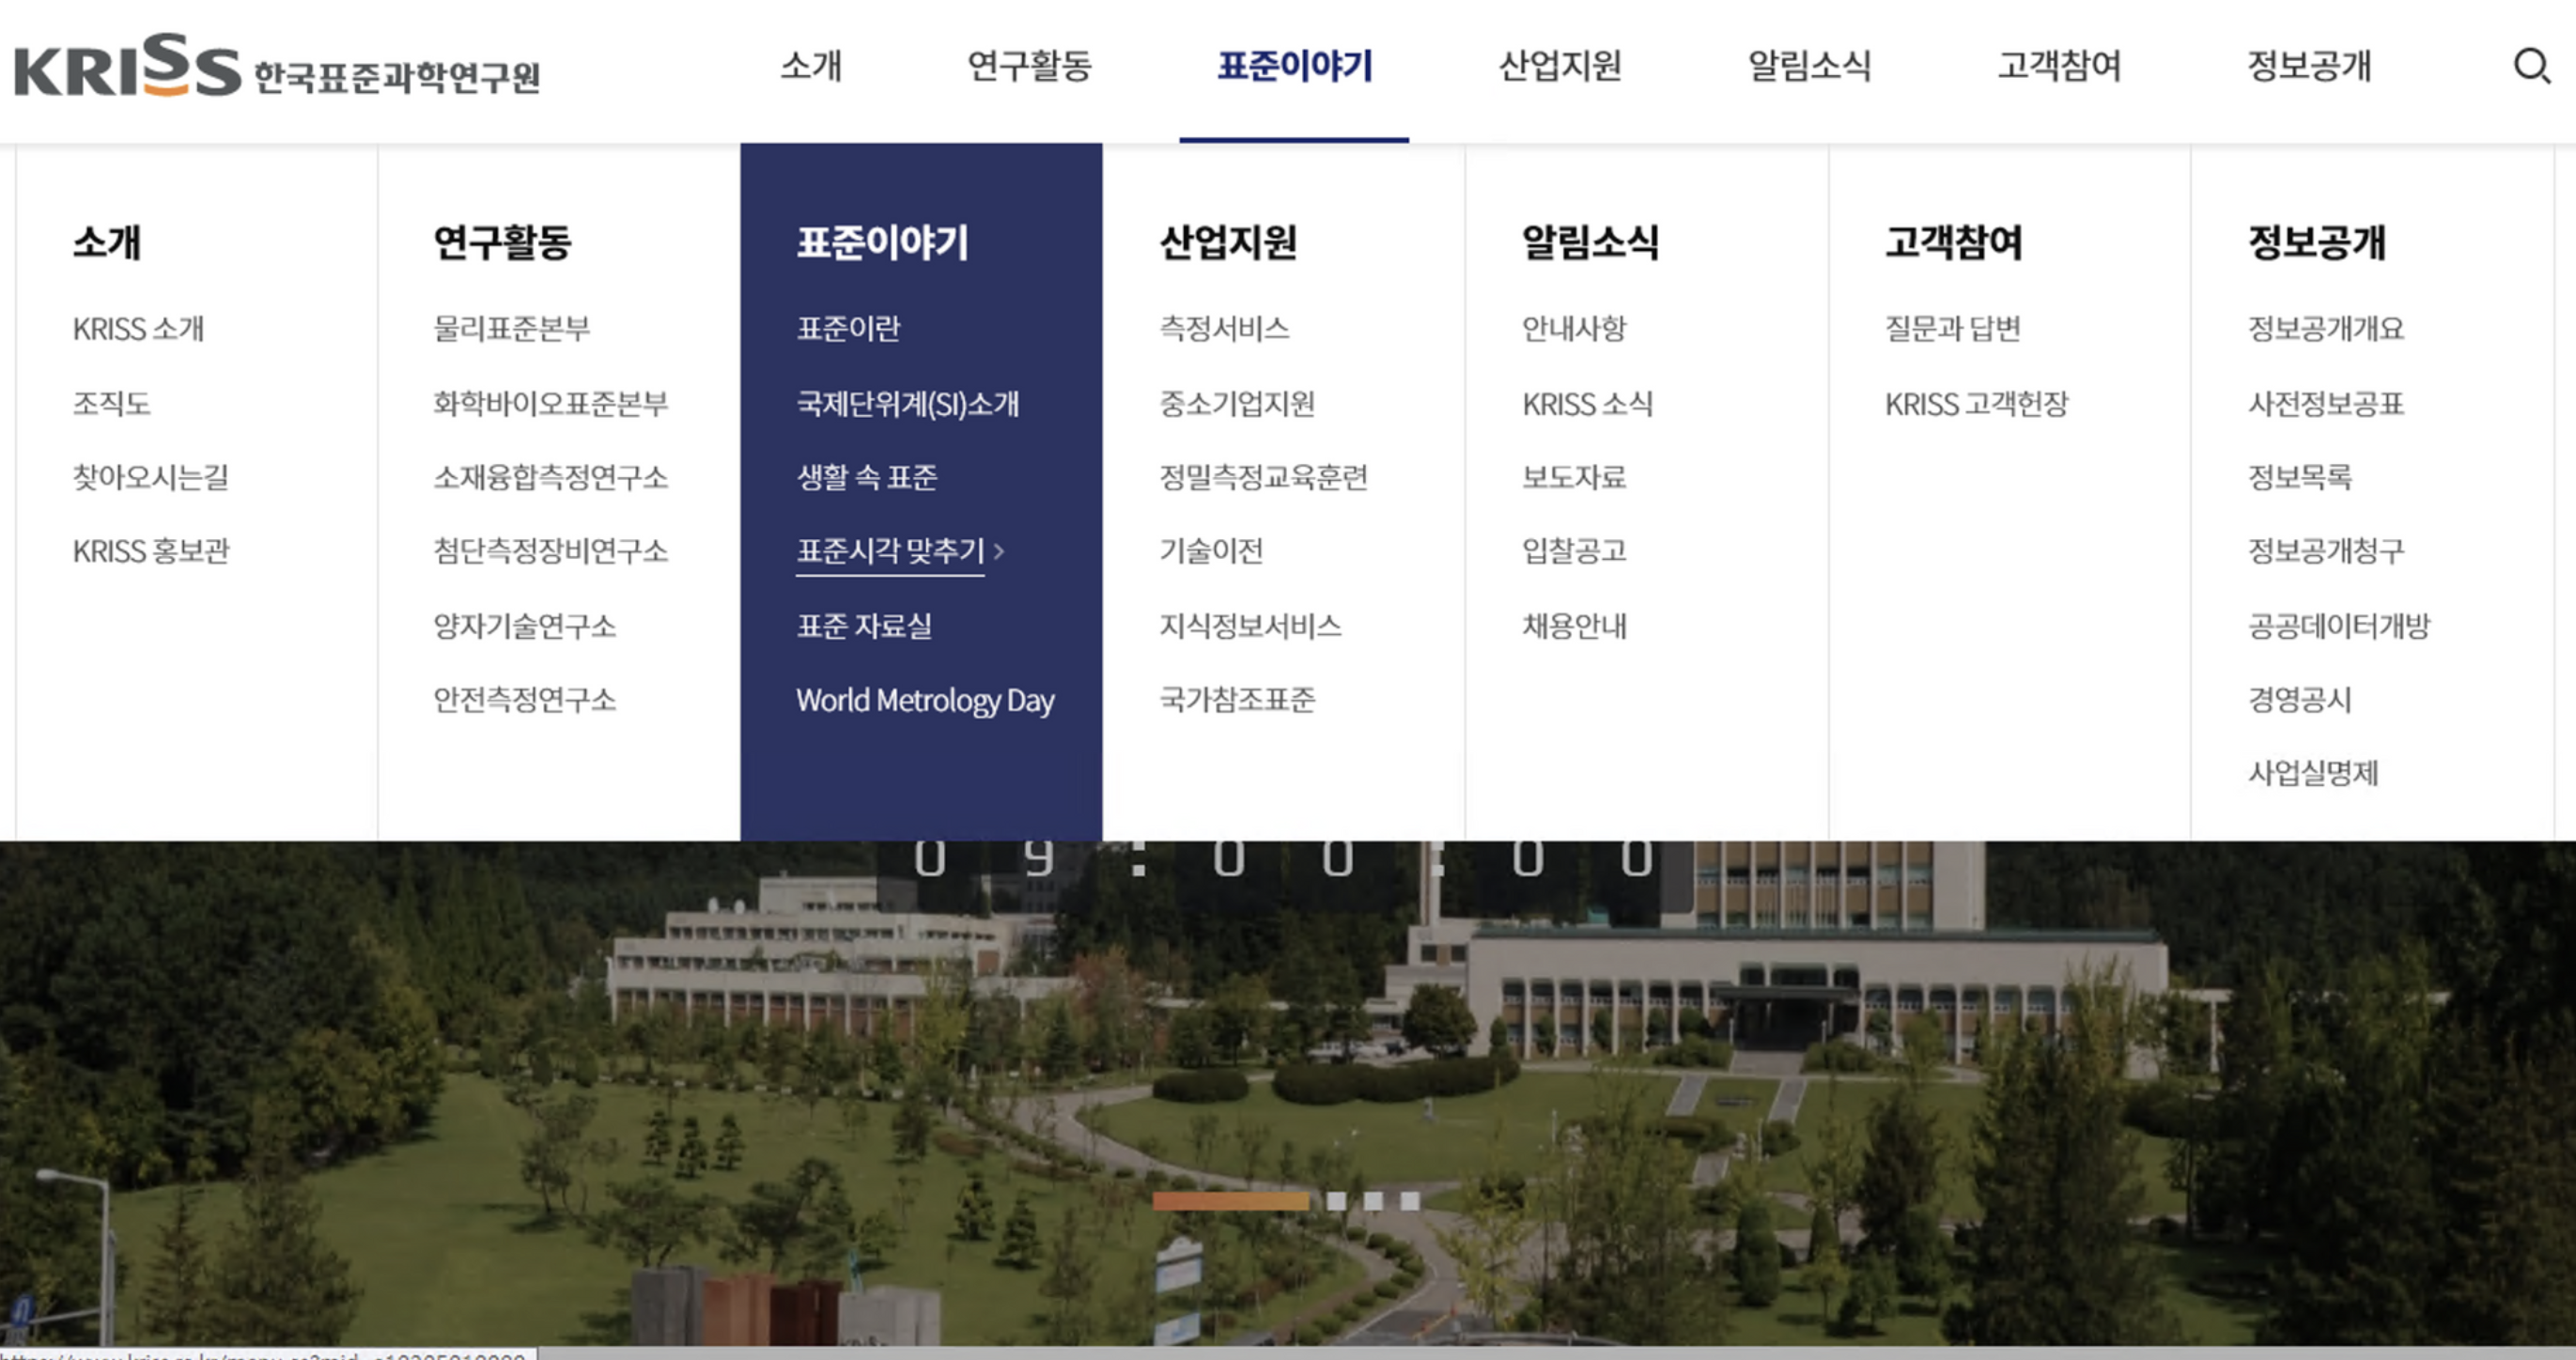 KRISS 한국표준과학연구원
소개 연구활동 표준이야기 산업지원 알림소식 고객참여 정보공개
소개
KRISS 소개
조직도
찾아오시는길
KRISS 홍보관
연구활동
물리표준본부
화학바이오표준본부
소재융합측정연구소
첨단측정장비연구소
양자기술연구소
안전측정연구소
표준이야기
표준이란
국제단위계(SI)소개
생활 속 표준
표준시각 맞추기 >
표준 자료실
World Metrology Day
산업지원
측정서비스
중소기업지원
정밀측정교육훈련
기술이전
지식정보서비스
국가참조표준
알림소식
안내사항
KRISS 소식
보도자료
입찰공고
채용안내
고객참여
질문과 답변
KRISS 고객헌장
정보공개
정보공개개요
사전정보공표
정보목록
정보공개청구
공공데이터개방
경영공시
사업실명제
09:00:00